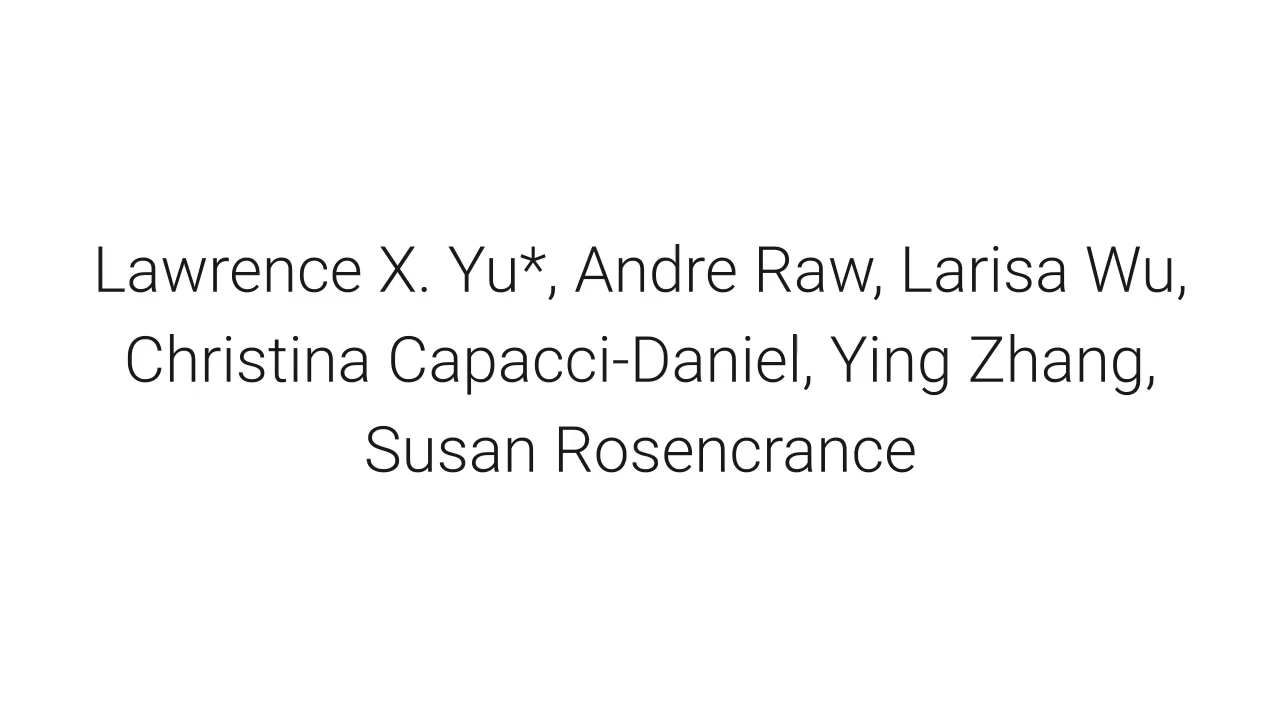 Lawrence X. Yu*, Andre Raw, Larisa Wu,
Christina Capacci-Daniel, Ying Zhang,
Susan Rosencrance